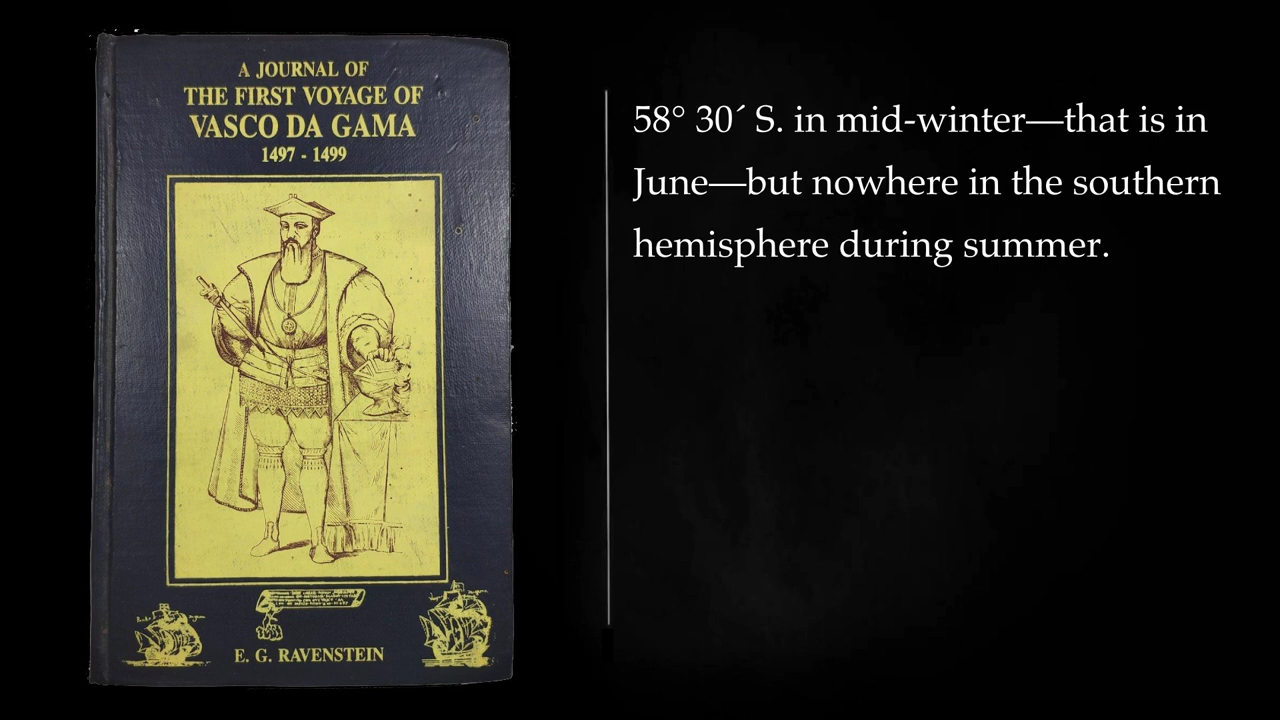 A JOURNAL OF
THE FIRST VOYAGE OF
VASCO DA GAMA
1497 - 1499
E. G. RAVENSTEIN
58° 30´ S. in mid-winter—that is in
June—but nowhere in the southern
hemisphere during summer.